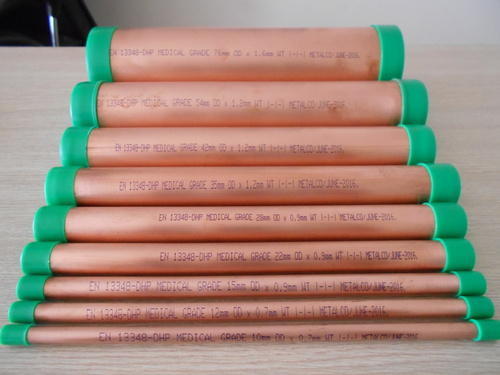 EN 13348-DHP MEDICAL GRADE 76mm OD x 1.6mm WT |-|-| METALCO/JUNE-2016.
EN 13348-DHP MEDICAL GRADE 54mm OD x 1.2mm WT |-|-| METALCO/JUNE-2016.
EN 13348-DHP MEDICAL GRADE 42mm OD x 1.2mm WT |-|-| METALCO/JUNE-2016.
EN 13348-DHP MEDICAL GRADE 35mm OD x 1.2mm WT |-|-| METALCO/JUNE-2016.
EN 13348-DHP MEDICAL GRADE 28mm OD x 0.9mm WT |-|-| METALCO/JUNE-2016.
EN 13348-DHP MEDICAL GRADE 22mm OD x 0.9mm WT |-|-| METALCO/JUNE-2016.
EN 13348-DHP MEDICAL GRADE 15mm OD x 0.9mm WT |-|-| METALCO/JUNE-2016.
EN 13348-DHP MEDICAL GRADE 12mm OD x 0.7mm WT |-|-| METALCO/JUNE-2016.
EN 13348-DHP MEDICAL GRADE 10mm OD x 0.7mm WT |-|-| METALCO/JUNE-2016.